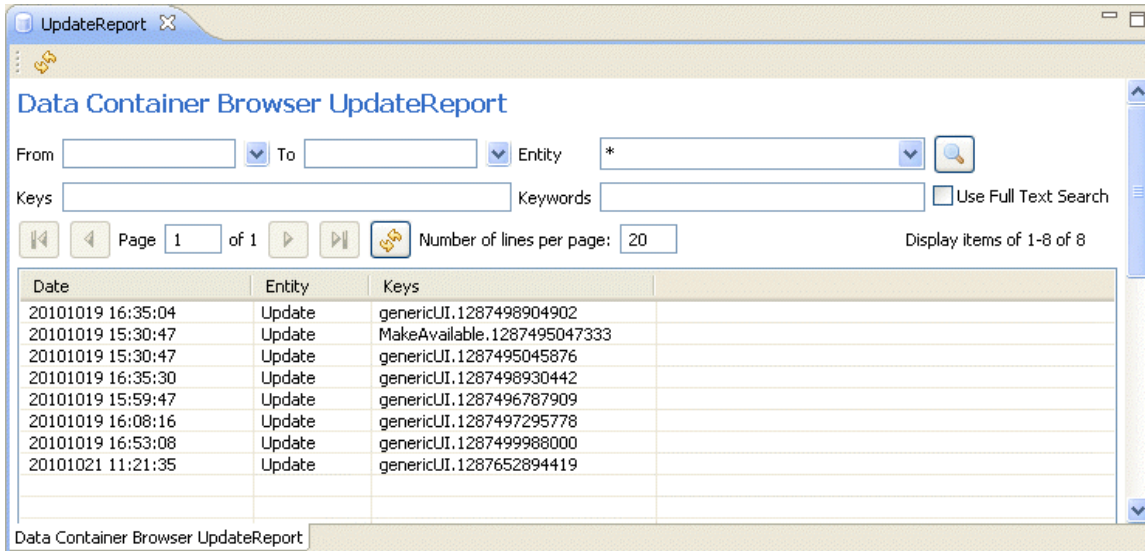 UpdateReport
Data Container Browser UpdateReport
From To Entity *
Keys Keywords Use Full Text Search
Page 1 of 1 Number of lines per page: 20 Display items of 1-8 of 8
Date Entity Keys
20101019 16:35:04 Update genericUI.1287498904902
20101019 15:30:47 Update MakeAvailable.1287495047333
20101019 15:30:47 Update genericUI.1287495045876
20101019 16:35:30 Update genericUI.1287498930442
20101019 15:59:47 Update genericUI.1287496787909
20101019 16:08:16 Update genericUI.1287497295778
20101019 16:53:08 Update genericUI.1287499988000
20101021 11:21:35 Update genericUI.1287652894419
Data Container Browser UpdateReport